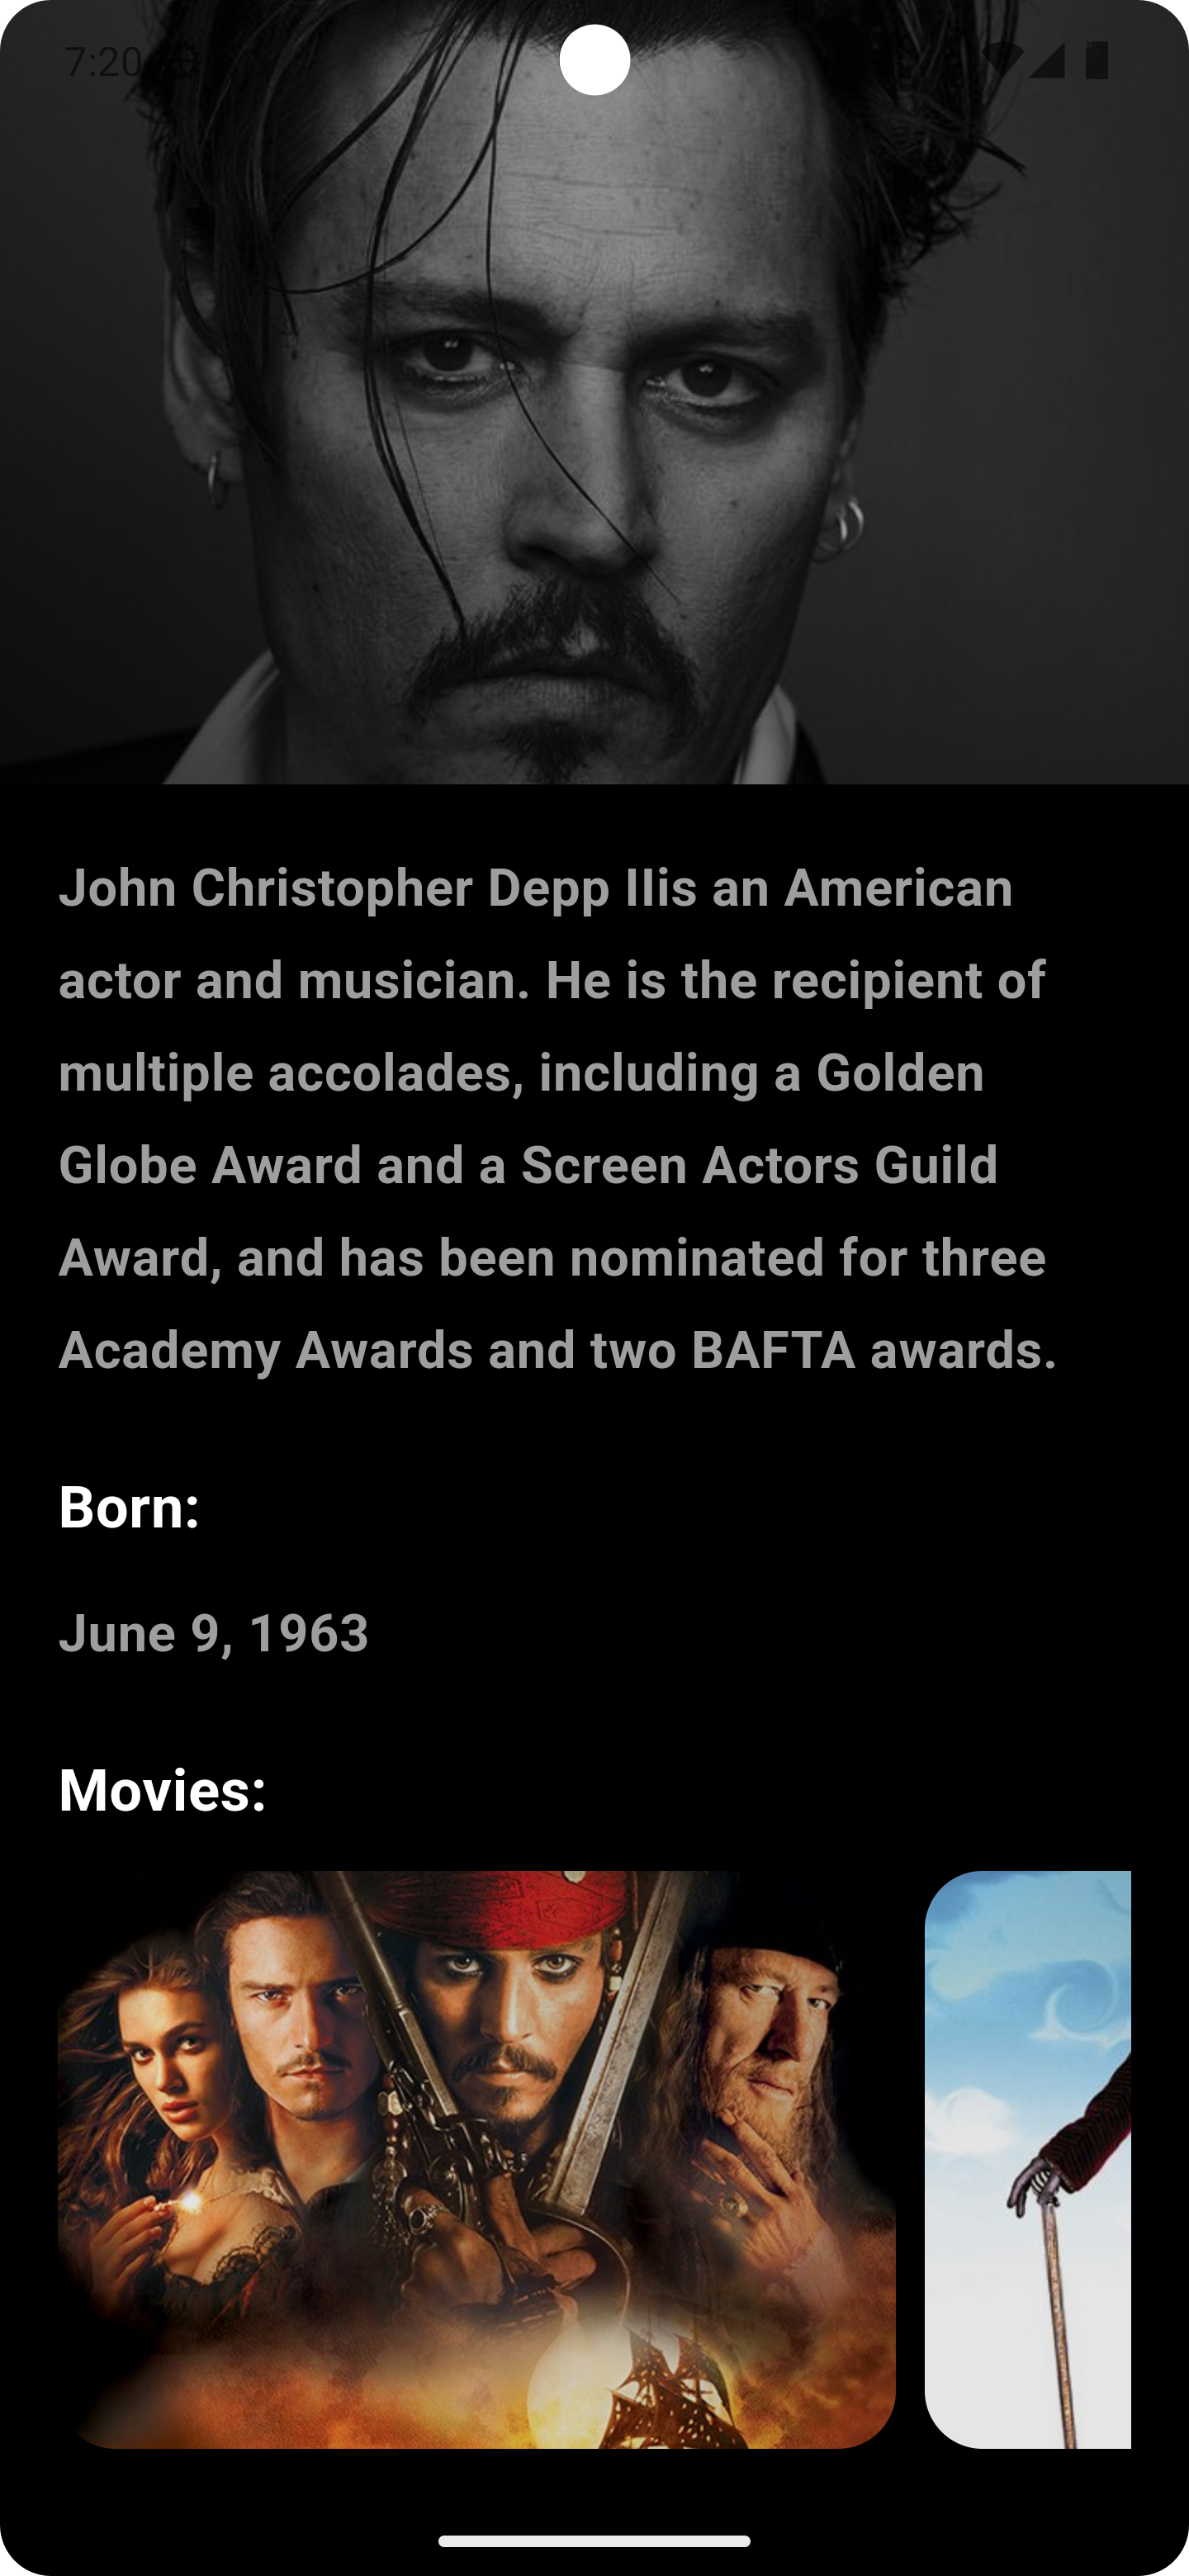 7:20
John Christopher Depp IIis an American
actor and musician. He is the recipient of
multiple accolades, including a Golden
Globe Award and a Screen Actors Guild
Award, and has been nominated for three
Academy Awards and two BAFTA awards.
Born:
June 9, 1963
Movies: